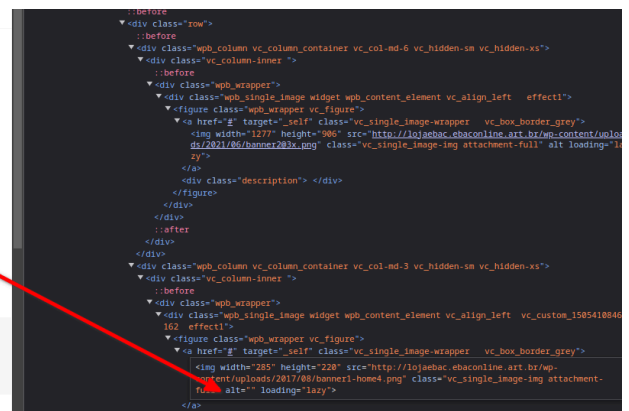 ::before
▼<div class="row">
::before
▼<div class="wpb_column vc_column_container vc_col-md-6 vc_hidden-sm vc_hidden-xs">
▼<div class="vc_column-inner ">
::before
▼<div class="wpb_wrapper">
▼<div class="wpb_single_image widget wpb_content_element vc_align_left   effect1">
▼<figure class="wpb_wrapper vc_figure">
▼<a href="#" target="_self" class="vc_single_image-wrapper   vc_box_border_grey">
<img width="1277" height="906" src="http://lojaebac.ebaconline.art.br/wp-content/uploa
ds/2021/06/banner2@3x.png" class="vc_single_image-img attachment-full" alt loading="la
zy">
</a>
<div class="description"> </div>
</figure>
</div>
</div>
::after
</div>
</div>
▼<div class="wpb_column vc_column_container vc_col-md-3 vc_hidden-sm vc_hidden-xs">
▼<div class="vc_column-inner ">
::before
▼<div class="wpb_wrapper">
▼<div class="wpb_single_image widget wpb_content_element vc_align_left  vc_custom_1505410846
162  effect1">
▼<figure class="wpb_wrapper vc_figure">
▼<a href="#" target="_self" class="vc_single_image-wrapper   vc_box_border_grey">
<img width="285" height="220" src="http://lojaebac.ebaconline.art.br/wp-
content/uploads/2017/08/banner1-home4.png" class="vc_single_image-img attachment-
alt="" loading="lazy">
</a>